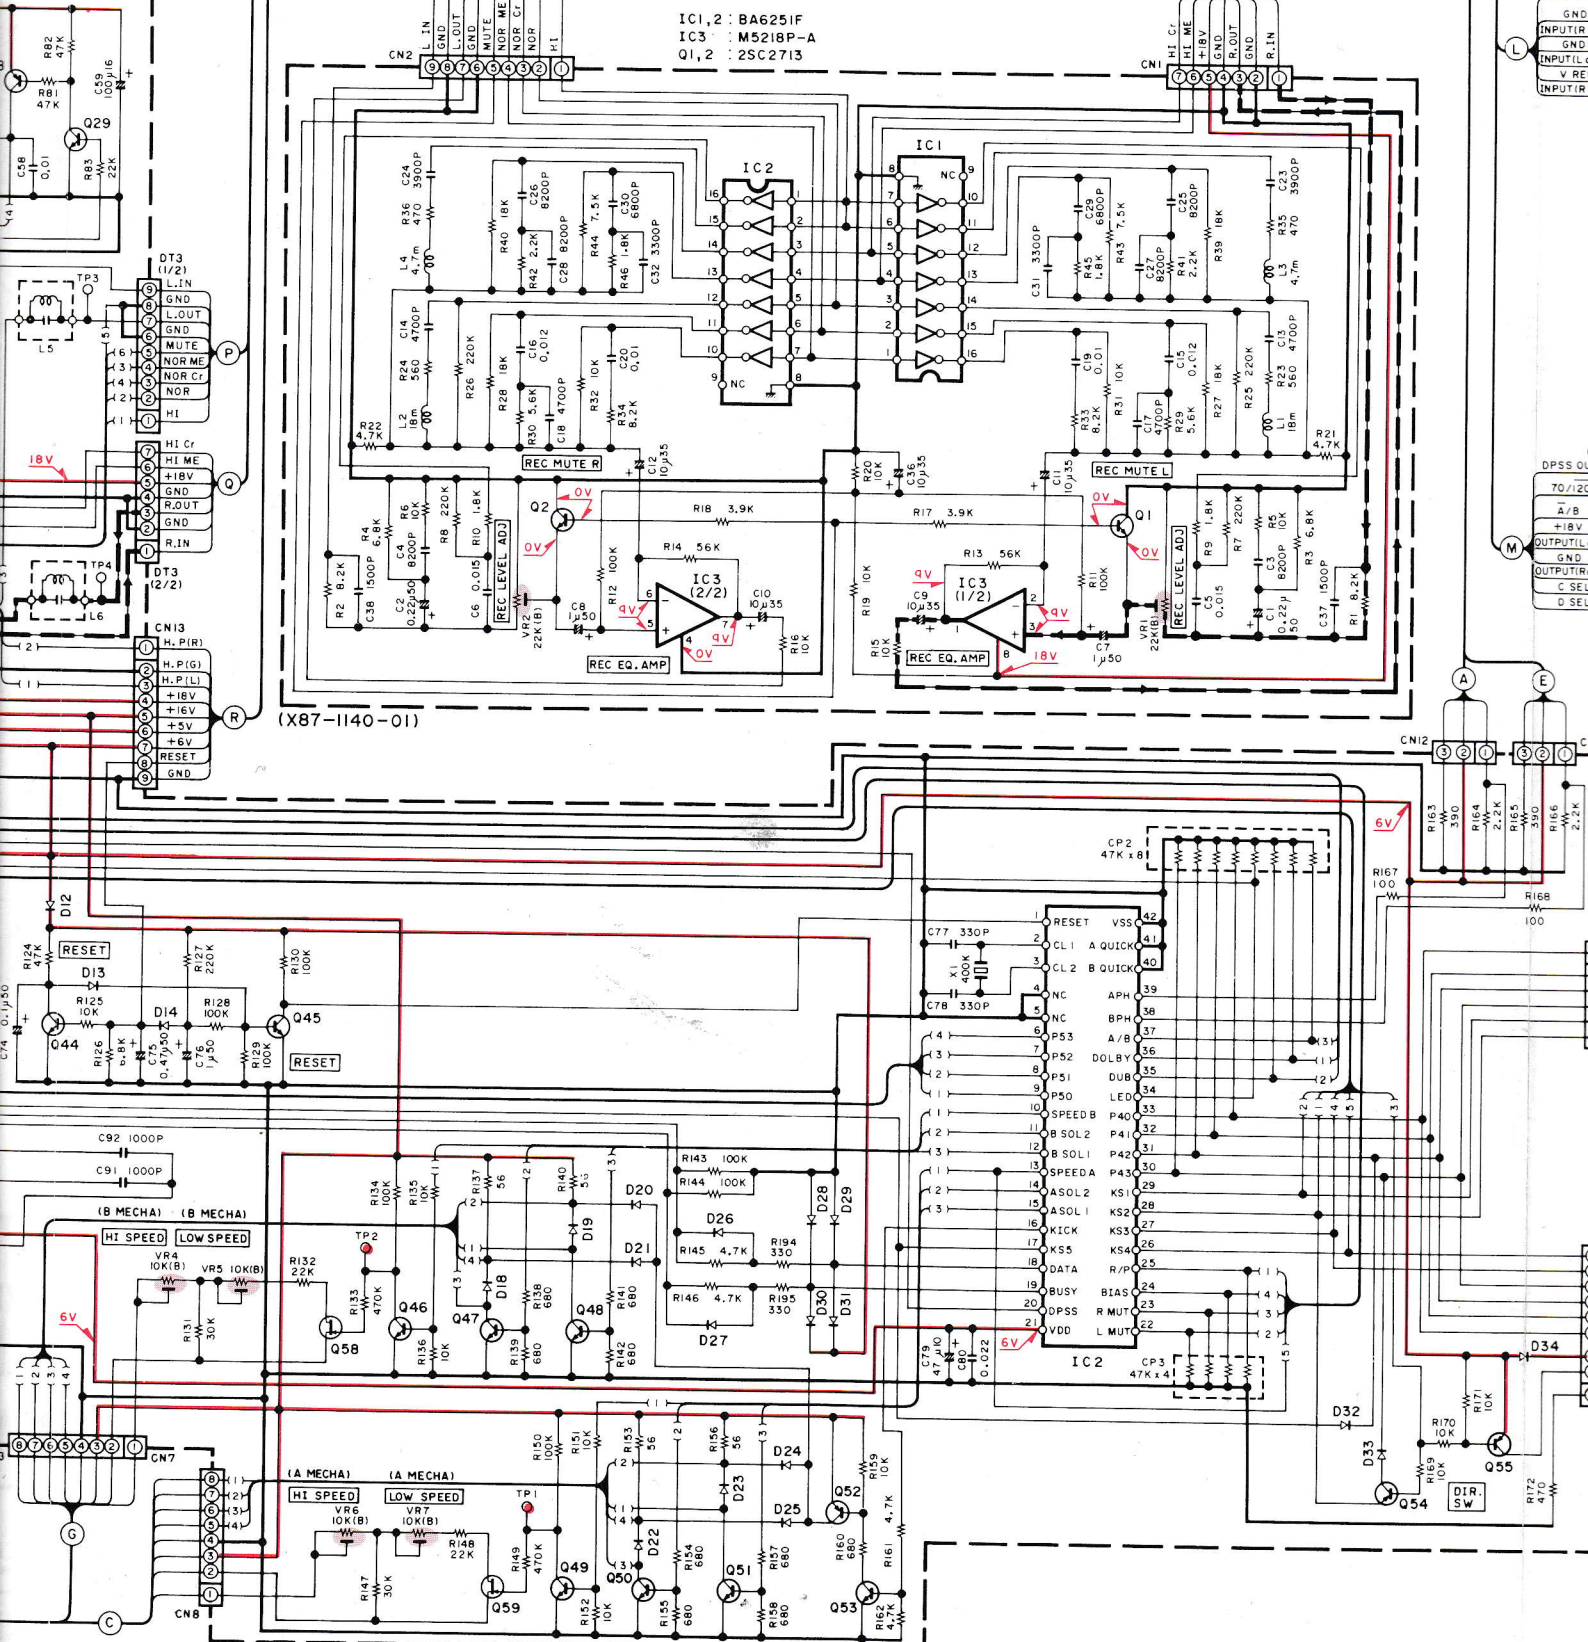 IC1,2 : BA6251F
IC3 : M5218P-A
Q1,2 : 2SC2713
CN2
L IN
GND
L.OUT
GND
MUTE
NOR ME
NOR Cr
NOR
HI
CN1
HI Cr
HI ME
+18V
GND
R.OUT
GND
R.IN
R82
47K
R81
47K
C59
100µ16
Q29
C58
0.01
R83
22K
DT3
(1/2)
L.IN
GND
L.OUT
GND
MUTE
NOR ME
NOR Cr
NOR
HI
P
TP3
L5
HI Cr
HI ME
+18V
GND
R.OUT
GND
R.IN
DT3
(2/2)
Q
18V
TP4
L6
CN13
H.P(R)
H.P(G)
H.P(L)
+18V
+16V
+5V
+6V
RESET
GND
R
IC2
NC
IC1
NC
C24
3900P
R36
470
L4
4.7m
R40 18K
C26
8200P
R42 2.2K
C28 8200P
R44 7.5K
C30
6800P
R46 1.8K
C32 3300P
C14
4700P
R24
560
L2
18m
R26 220K
R28 18K
C16
0.012
R30 5.6K
C18 4700P
R32 10K
C20
0.01
R34
8.2K
R22
4.7K
C31 3300P
C29
6800P
R45
1.8K
R43 7.5K
C27
8200P
C25
8200P
R41
2.2K
R39 18K
C23
3900P
R35
470
L3
4.7m
C19
0.01
R33
8.2K
R31 10K
C17
4700P
C15
0.012
R29
5.6K
R27 18K
R25 220K
C13
4700P
R23
560
L1
18m
R21
4.7K
REC MUTE R
C12
10µ35
R20
10K
C36
10µ35
REC MUTE L
C11
10µ35
R4
6.8K
R6
10K
C4
8200P
R8 220K
R10 1.8K
R2 8.2K
C38 1500P
C2
0.22µ50
C6 0.015
REC LEVEL ADJ
VR2
22K(B)
Q2
0V
0V
R18 3.9K
R17 3.9K
R14 56K
R12 100K
C8
1µ50
IC3
(2/2)
C10
10µ35
9V
9V
0V
R16
10K
REC EQ.AMP
R19 10K
R15
10K
C9
10µ35
9V
R13 56K
IC3
(1/2)
9V
18V
R11
100K
C7
1µ50
REC EQ.AMP
Q1
0V
0V
VR1
22K(B)
REC LEVEL ADJ
R9 1.8K
R7 220K
R5 10K
C5
0.015
C3
8200P
C1
0.22µ
50
R3 6.8K
C37 1500P
R1 8.2K
(X87-1140-01)
L
GND
GND
M
+18V
GND
C SEL
D SEL
A
E
CN12
R163
390
R164
2.2K
R165
390
R166
2.2K
6V
R167
100
R168
100
CP2
47K x 8
D12
R124
47K
RESET
D13
R125
10K
R127
220K
R128
100K
D14
R130
100K
Q45
Q44
R126
6.8K
C75
0.47µ50
C76
1µ50
R129
100K
RESET
C74 0.1µ50
C77 330P
X1
400K
C78 330P
RESET
CL1
CL2
NC
NC
P53
P52
P51
P50
SPEED B
B SOL2
B SOL1
SPEED A
ASOL2
ASOL1
KICK
KS5
DATA
BUSY
DPSS
VDD
VSS
A QUICK
B QUICK
APH
BPH
A/B
DOLBY
DUB
LED
P40
P41
P42
P43
KS1
KS2
KS3
KS4
R/P
BIAS
R MUT
L MUT
IC2
6V
C79
47µ10
C80
0.022
CP3
47K x 4
C92 1000P
C91 1000P
(B MECHA) (B MECHA)
HI SPEED
LOW SPEED
VR4
10K(B)
VR5 10K(B)
R132
22K
R131
30K
6V
TP2
R133
470K
Q58
R134
100K
R135
10K
R137
56
R140
56
Q46
R136
10K
Q47
D18
D19
D20
D21
R138
680
R139
680
Q48
R141
680
R142
680
R143 100K
R144 100K
D26
R145 4.7K
R194
330
R146 4.7K
R195
330
D27
D28
D29
D30
D31
CN7
G
C
CN8
(A MECHA)
(A MECHA)
HI SPEED
LOW SPEED
VR6
10K(B)
VR7
10K(B)
R148
22K
R147
30K
TP1
R149
470K
Q59
R150
100K
R151
10K
R153
56
R156
56
Q49
R152
10K
Q50
D22
D23
D24
D25
R154
680
R155
680
Q51
R157
680
R158
680
Q52
R159
10K
R160
680
R161
4.7K
Q53
R162
4.7K
D32
D33
D34
R171
10K
R170
10K
R169
10K
Q55
Q54
DIR.
SW
R172
470